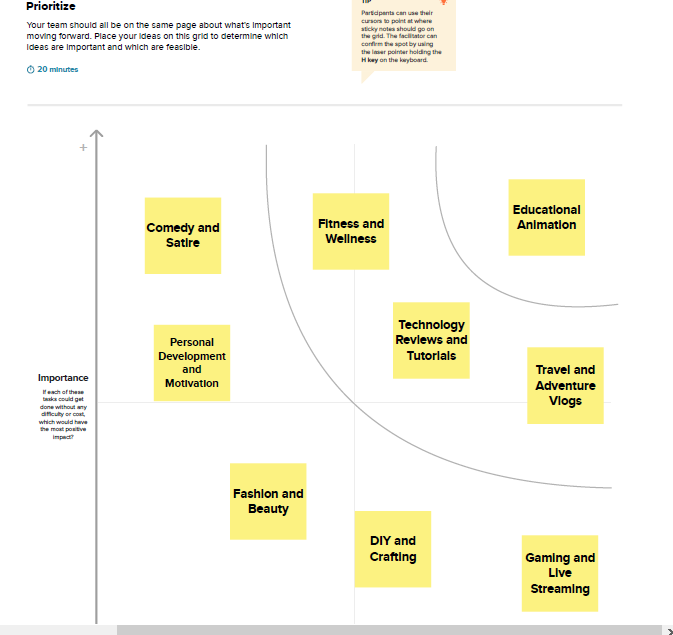 Prioritize
Your team should all be on the same page about what's important
moving forward. Place your ideas on this grid to determine which
ideas are important and which are feasible.
20 minutes
TIP
Participants can use their
cursors to point at where
sticky notes should go on
the grid. The facilitator can
confirm the spot by using
the laser pointer holding the
H key on the keyboard.
+
Comedy and
Satire
Fitness and
Wellness
Educational
Animation
Personal
Development
and
Motivation
Technology
Reviews and
Tutorials
Travel and
Adventure
Vlogs
Importance
If each of these
tasks could get
done without any
difficulty or cost,
which would have
the most positive
impact?
Fashion and
Beauty
DIY and
Crafting
Gaming and
Live
Streaming